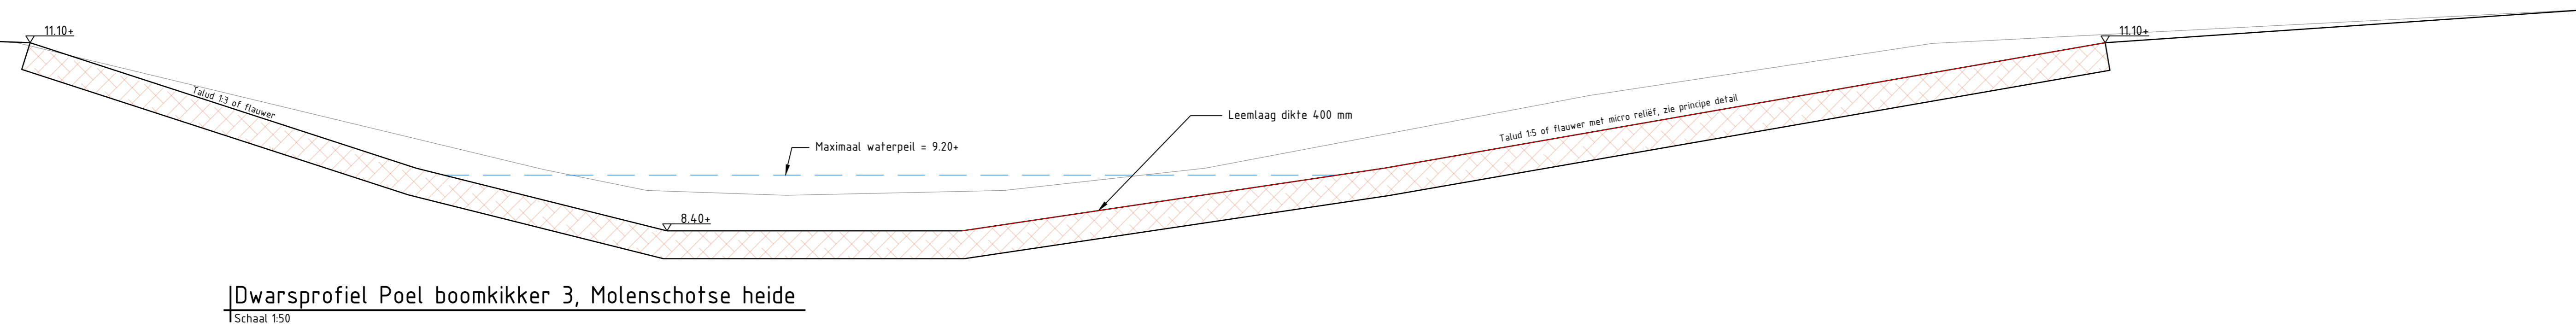 11.10+
11.10+
Talud 1:3 of flauwer
Talud 1:5 of flauwer met micro reliëf, zie principe detail
Leemlaag dikte 400 mm
Maximaal waterpeil = 9.20+
8.40+
Dwarsprofiel Poel boomkikker 3, Molenschotse heide
Schaal 1:50